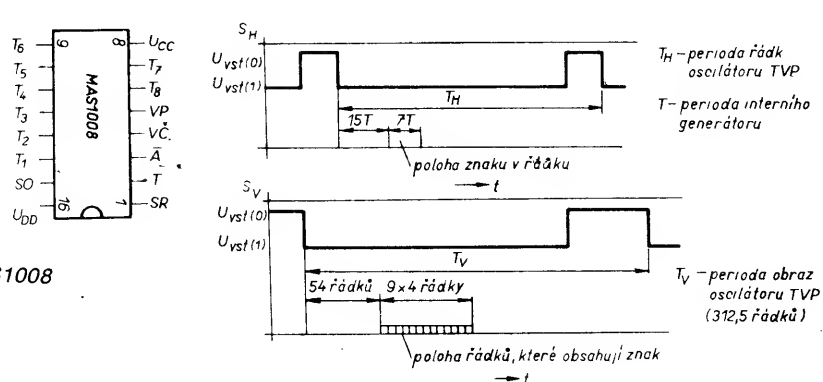 T6
T5
T4
T3
T2
T1
SO
UDD
9
8
16
1
MAS1008
UCC
T7
T8
VP
VČ
A̅
T̅
SR
1008
SH
Uvst(0)
Uvst(1)
TH
15T
7T
poloha znaku v řádku
t
TH – perioda řádk
oscilátoru TVP
T – perioda interního
generátoru
SV
Uvst(0)
Uvst(1)
TV
54 řádků
9×4 řádky
poloha řádků, které obsahují znak
t
TV – perioda obraz
oscilátoru TVP
(312,5 řádků)